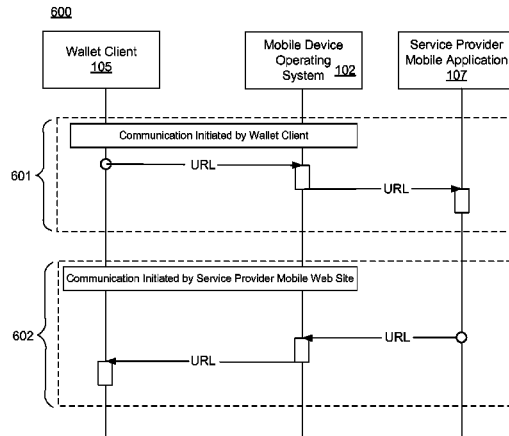 600
Wallet Client
105
Mobile Device
Operating
System 102
Service Provider
Mobile Application
107
Communication Initiated by Wallet Client
601
URL
URL
Communication Initiated by Service Provider Mobile Web Site
602
URL
URL